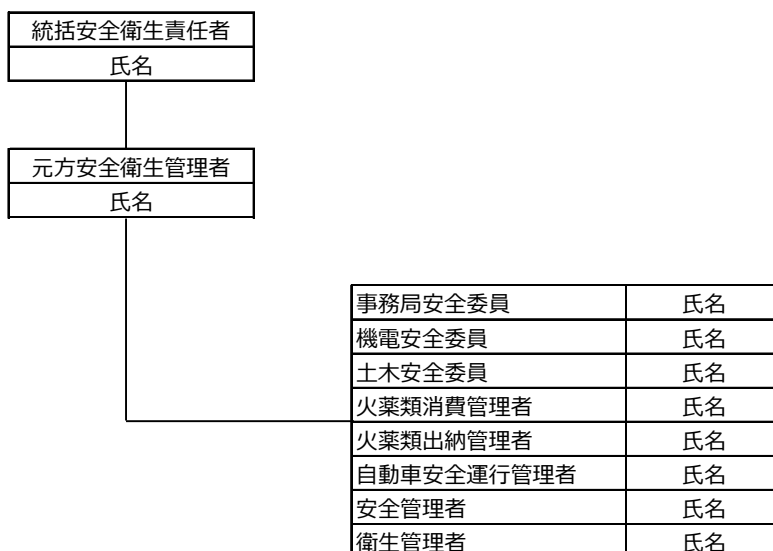 統括安全衛生責任者
氏名
元方安全衛生管理者
氏名
事務局安全委員 氏名
機電安全委員 氏名
土木安全委員 氏名
火薬類消費管理者 氏名
火薬類出納管理者 氏名
自動車安全運行管理者 氏名
安全管理者 氏名
衛生管理者 氏名